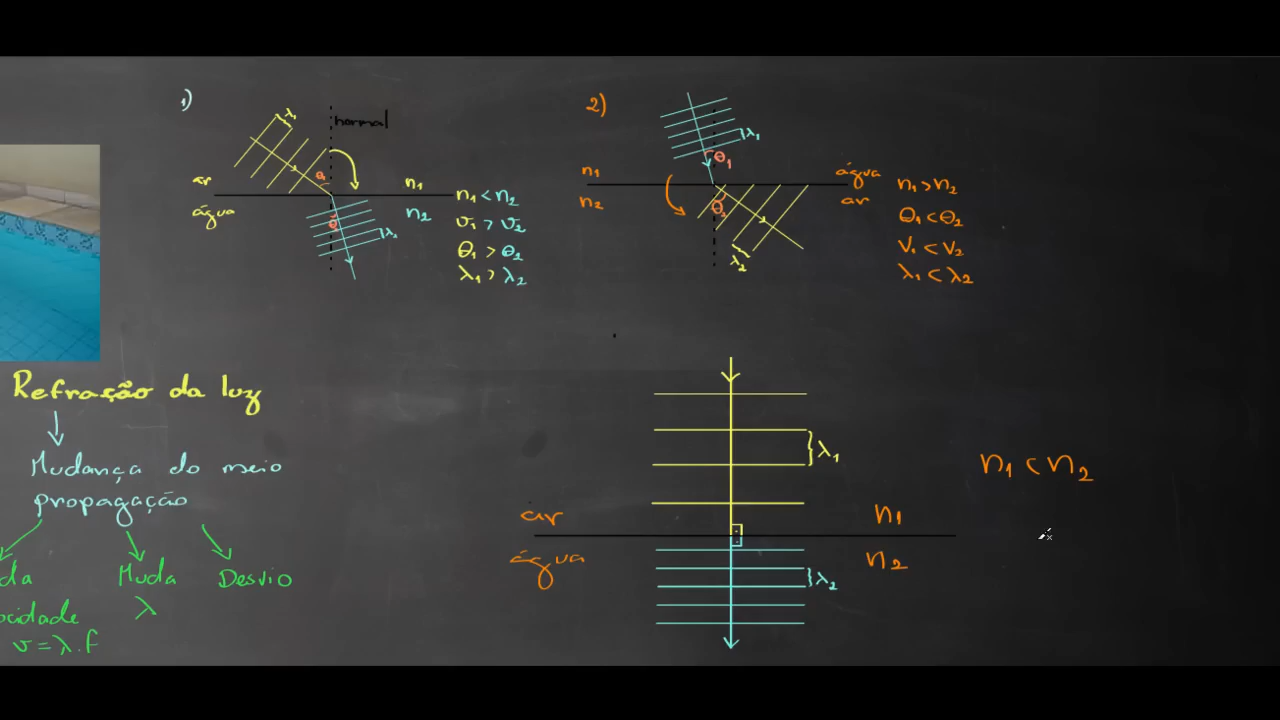 1)
λ₁
normal
θ₁
ar
n₁
água
n₂
θ₂
λ₂
n₁ < n₂
v₁ > v₂
θ₁ > θ₂
λ₁ > λ₂
2)
λ₁
θ₁
n₁
água
n₂
ar
θ₂
λ₂
n₁ > n₂
θ₁ < θ₂
v₁ < v₂
λ₁ < λ₂
Refração da luz
Mudança do meio
propagação
Muda
λ
Desvio
v = λ.f
λ₁
ar
n₁
água
n₂
λ₂
n₁ < n₂